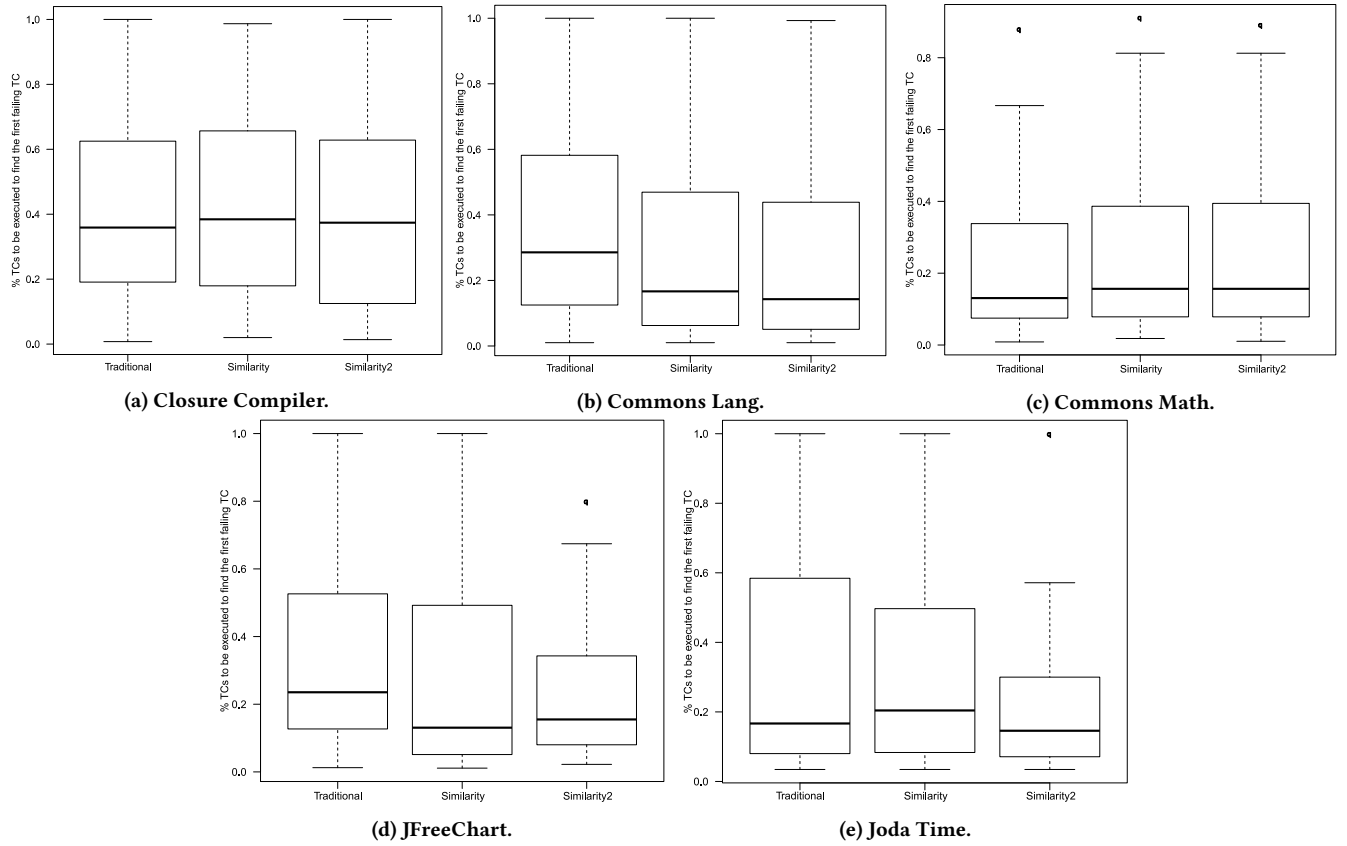 % TCs to be executed to find the first failing TC
1.0
0.8
0.6
0.4
0.2
0.0
Traditional
Similarity
Similarity2
(a) Closure Compiler.
% TCs to be executed to find the first failing TC
1.0
0.8
0.6
0.4
0.2
0.0
Traditional
Similarity
Similarity2
(b) Commons Lang.
% TCs to be executed to find the first failing TC
0.8
0.6
0.4
0.2
0.0
q
q
q
Traditional
Similarity
Similarity2
(c) Commons Math.
% TCs to be executed to find the first failing TC
1.0
0.8
0.6
0.4
0.2
0.0
q
Traditional
Similarity
Similarity2
(d) JFreeChart.
% TCs to be executed to find the first failing TC
1.0
0.8
0.6
0.4
0.2
0.0
q
Traditional
Similarity
Similarity2
(e) Joda Time.